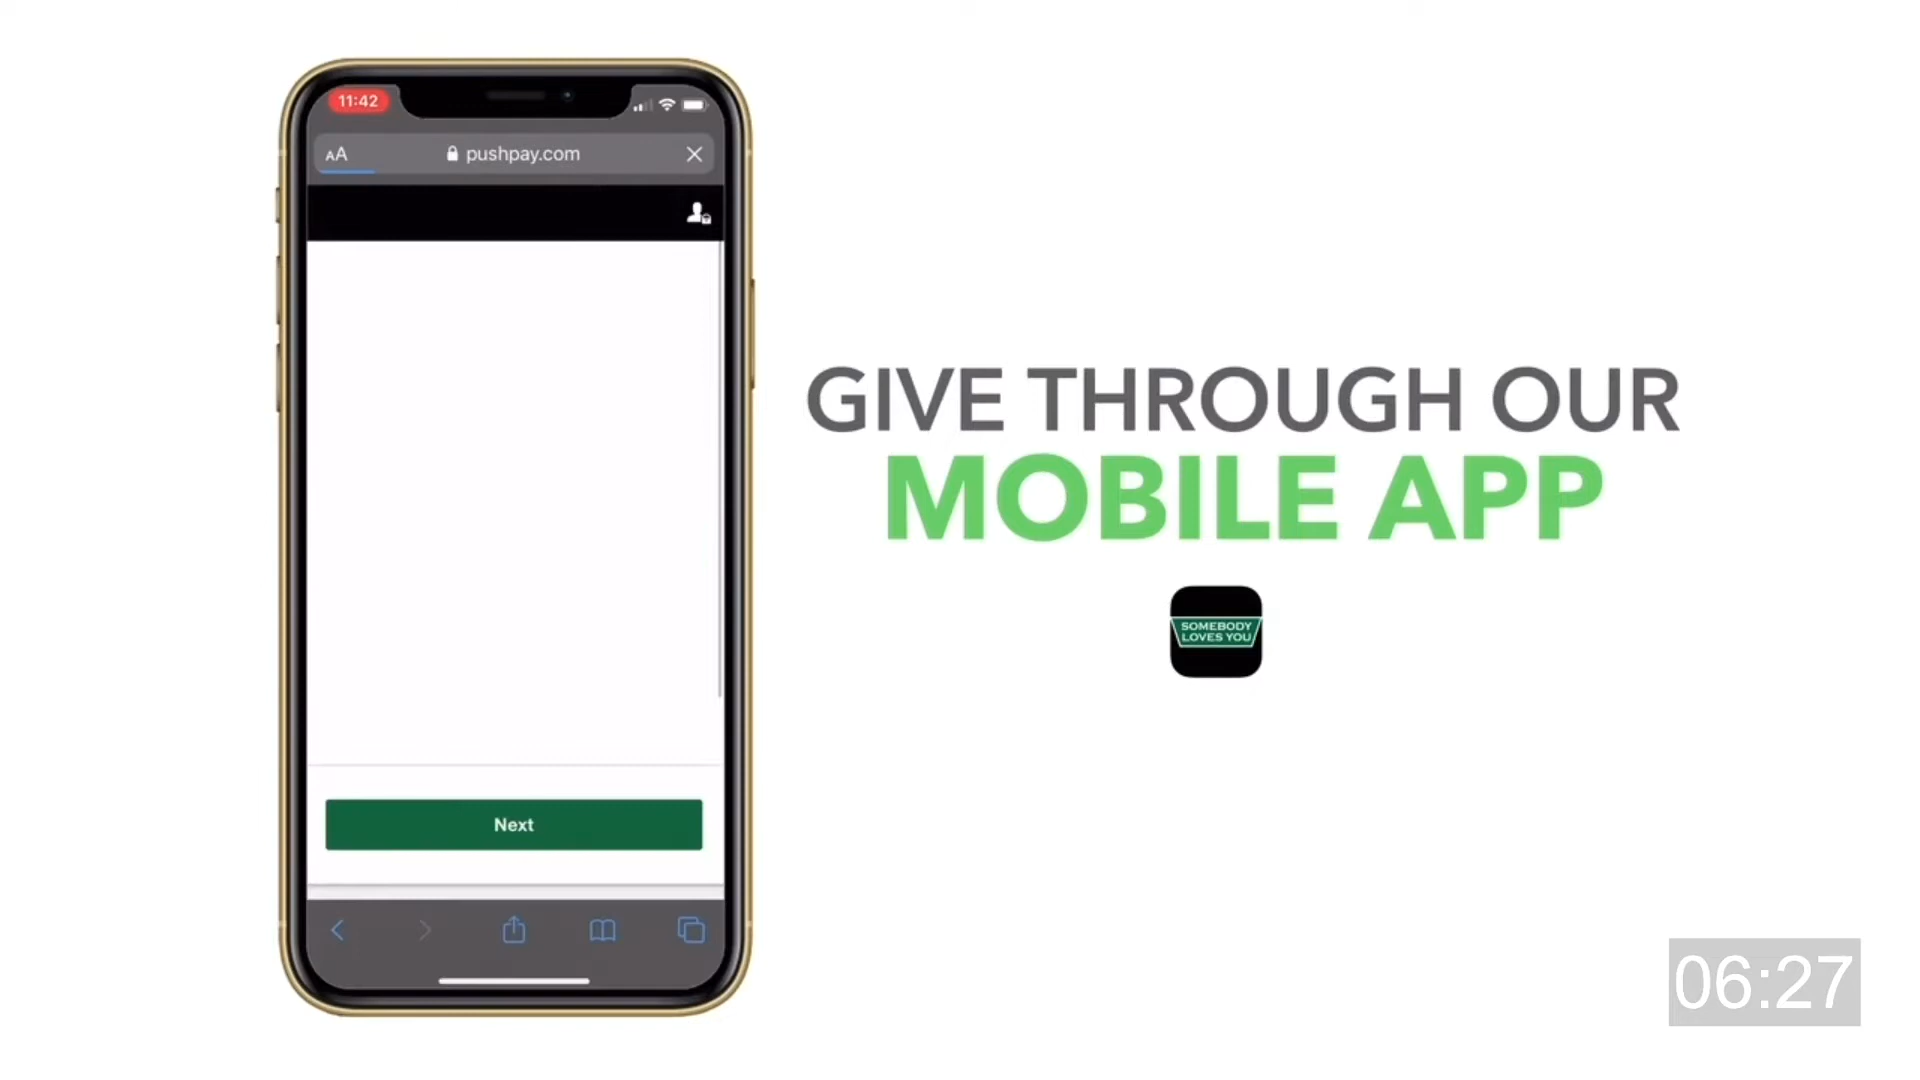 11:42
AA
pushpay.com
Next
GIVE THROUGH OUR
MOBILE APP
SOMEBODY
LOVES YOU
06:27